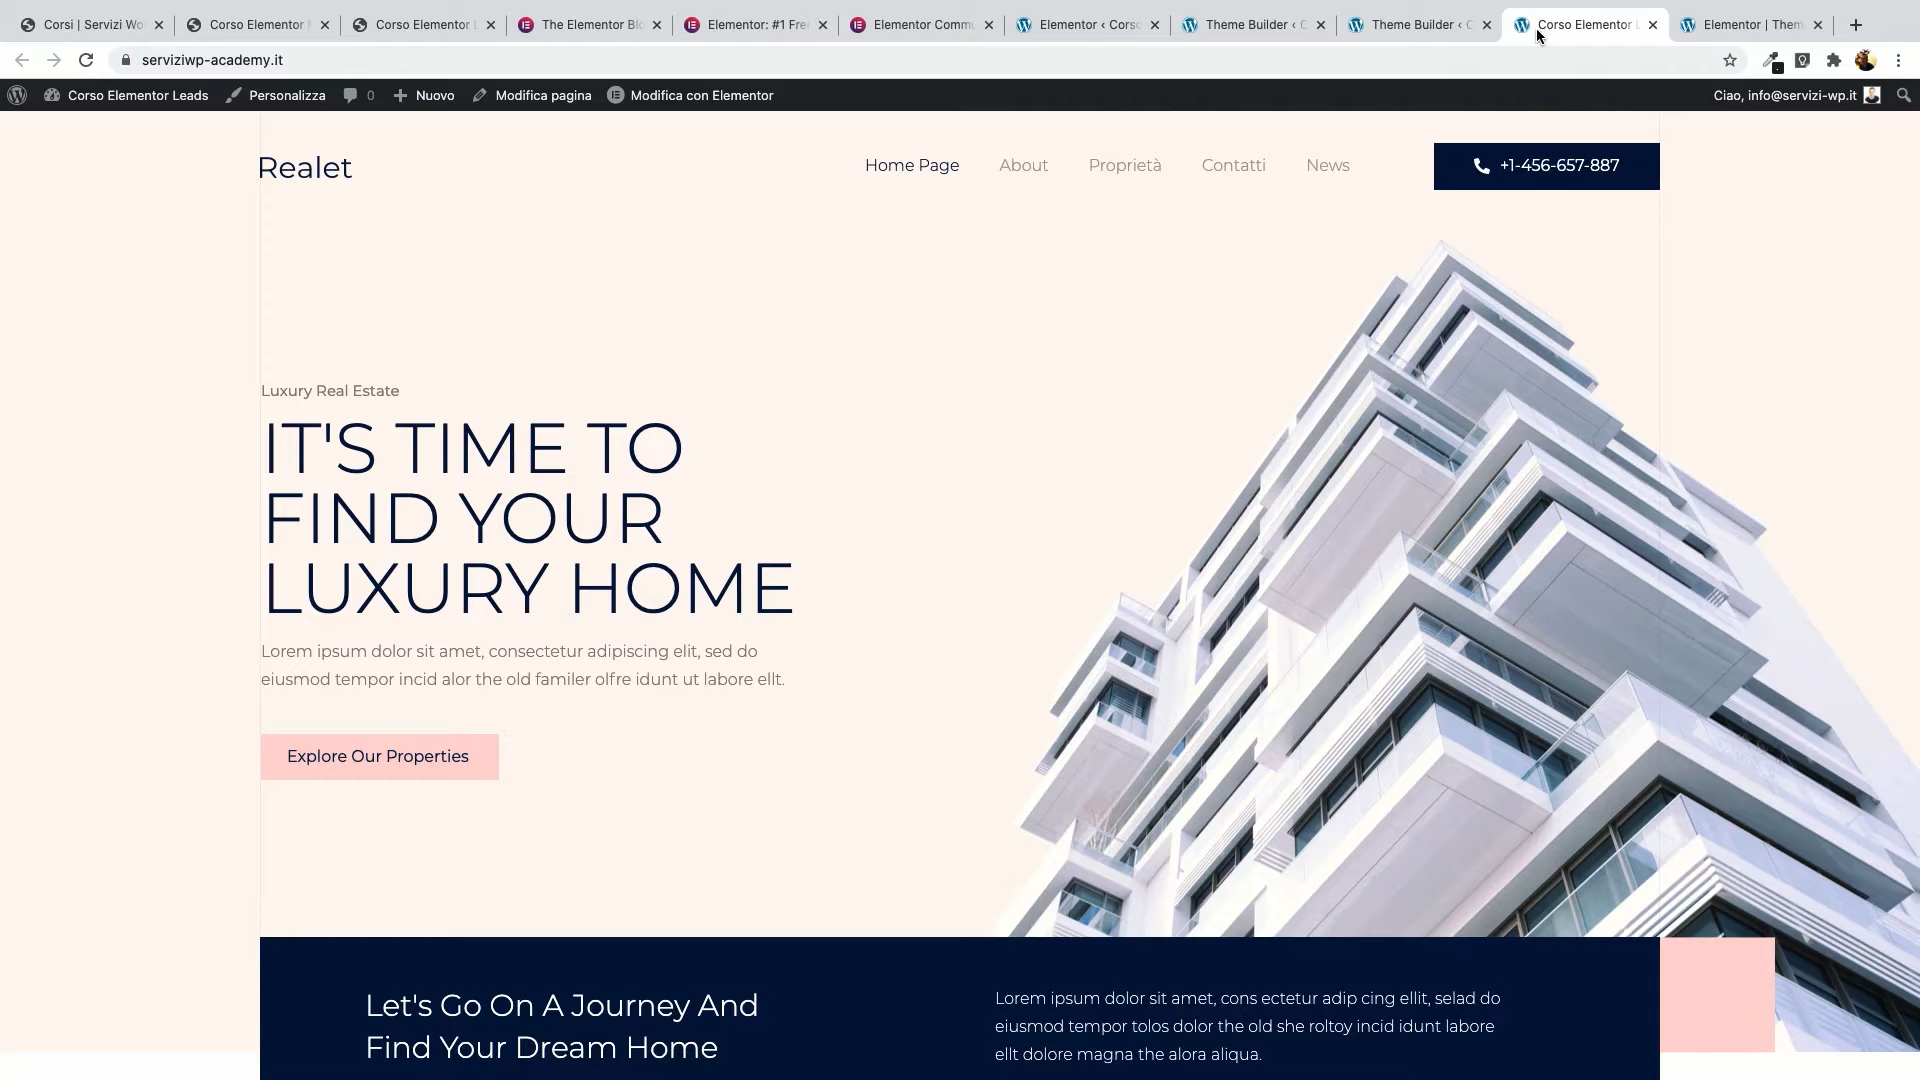 Corsi | Servizi Wo
Corso Elementor
Corso Elementor
The Elementor Blo
Elementor: #1 Fre
Elementor Commu
Elementor ‹ Corso
Theme Builder ‹ C
Theme Builder ‹ C
Corso Elementor L
Elementor | Them
serviziwp-academy.it
Corso Elementor Leads
Personalizza
0
Nuovo
Modifica pagina
Modifica con Elementor
Ciao, info@servizi-wp.it
Realet
Home Page
About
Proprietà
Contatti
News
+1-456-657-887
Luxury Real Estate
IT'S TIME TO
FIND YOUR
LUXURY HOME
Lorem ipsum dolor sit amet, consectetur adipiscing elit, sed do
eiusmod tempor incid alor the old familer olfre idunt ut labore ellt.
Explore Our Properties
Let's Go On A Journey And
Find Your Dream Home
Lorem ipsum dolor sit amet, cons ectetur adip cing ellit, selad do
eiusmod tempor tolos dolor the old she roltoy incid idunt labore
ellt dolore magna the alora aliqua.